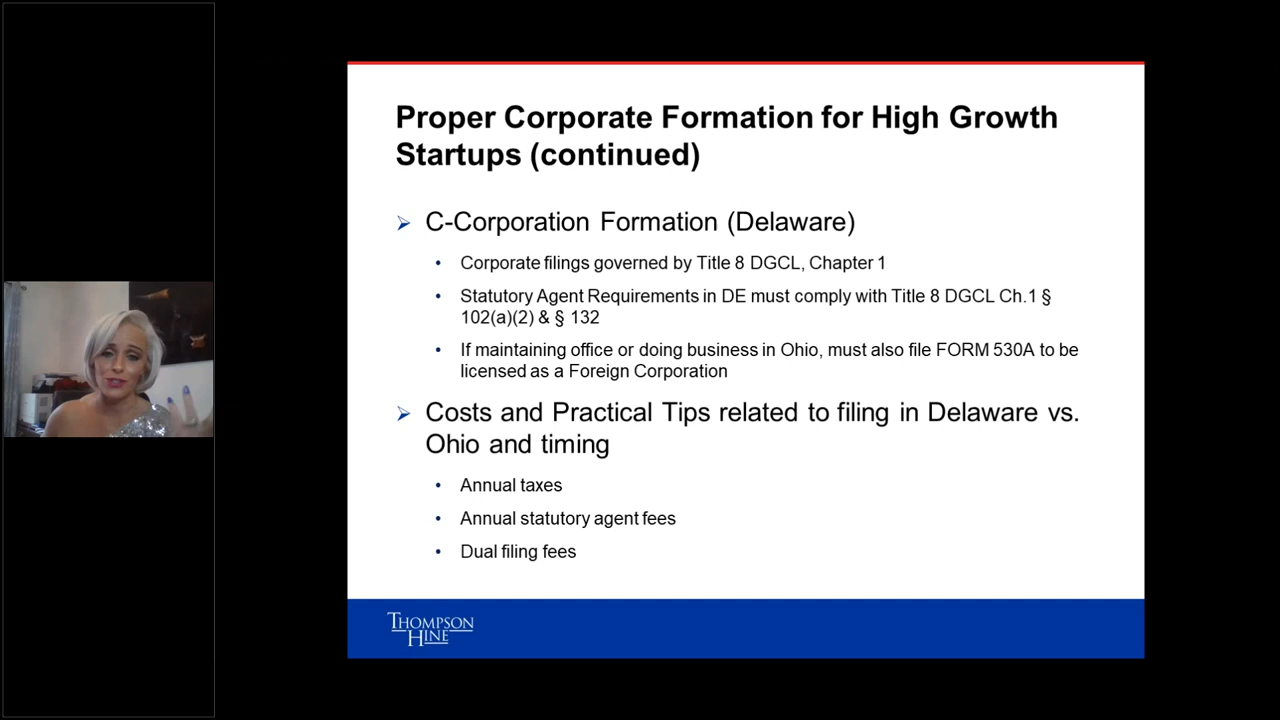 Proper Corporate Formation for High Growth
Startups (continued)
C-Corporation Formation (Delaware)
Corporate filings governed by Title 8 DGCL, Chapter 1
Statutory Agent Requirements in DE must comply with Title 8 DGCL Ch.1 §
102(a)(2) & § 132
If maintaining office or doing business in Ohio, must also file FORM 530A to be
licensed as a Foreign Corporation
Costs and Practical Tips related to filing in Delaware vs.
Ohio and timing
Annual taxes
Annual statutory agent fees
Dual filing fees
THOMPSON
HINE